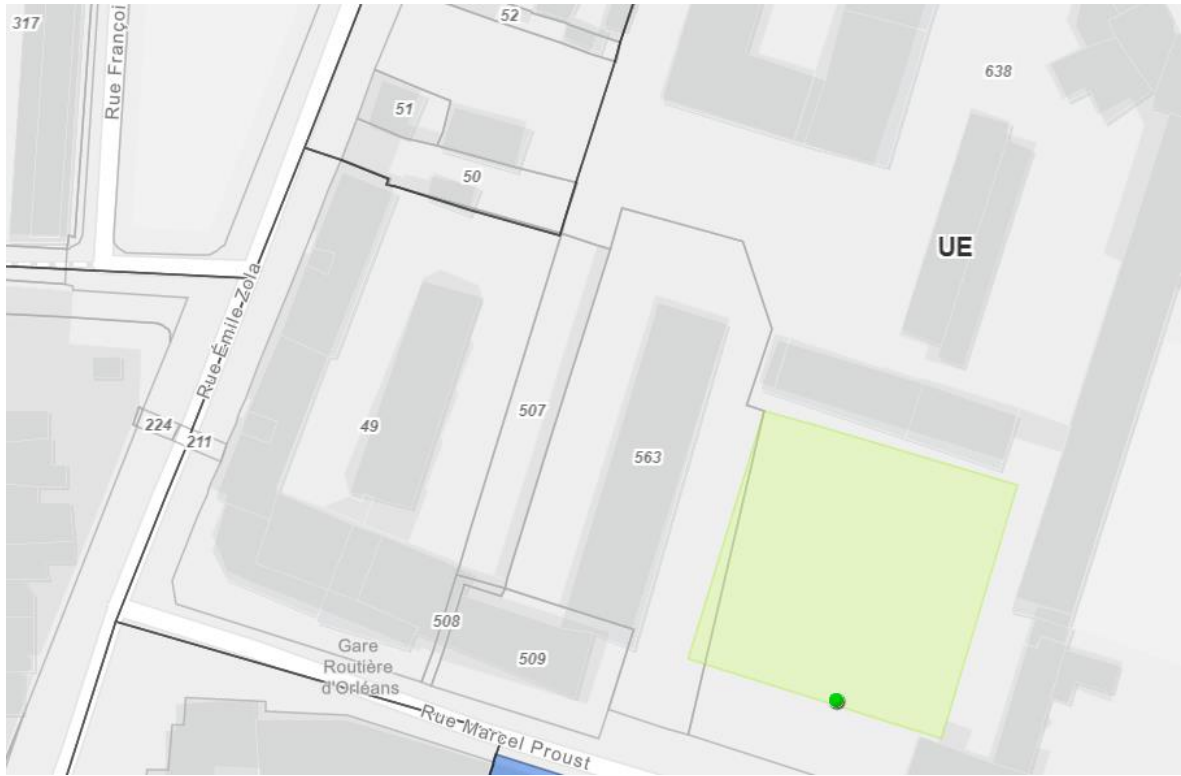 317
Rue Françoi
52
638
51
50
UE
Rue Émile Zola
507
49
224
211
563
508
509
Gare
Routière
d'Orléans
Rue Marcel Proust